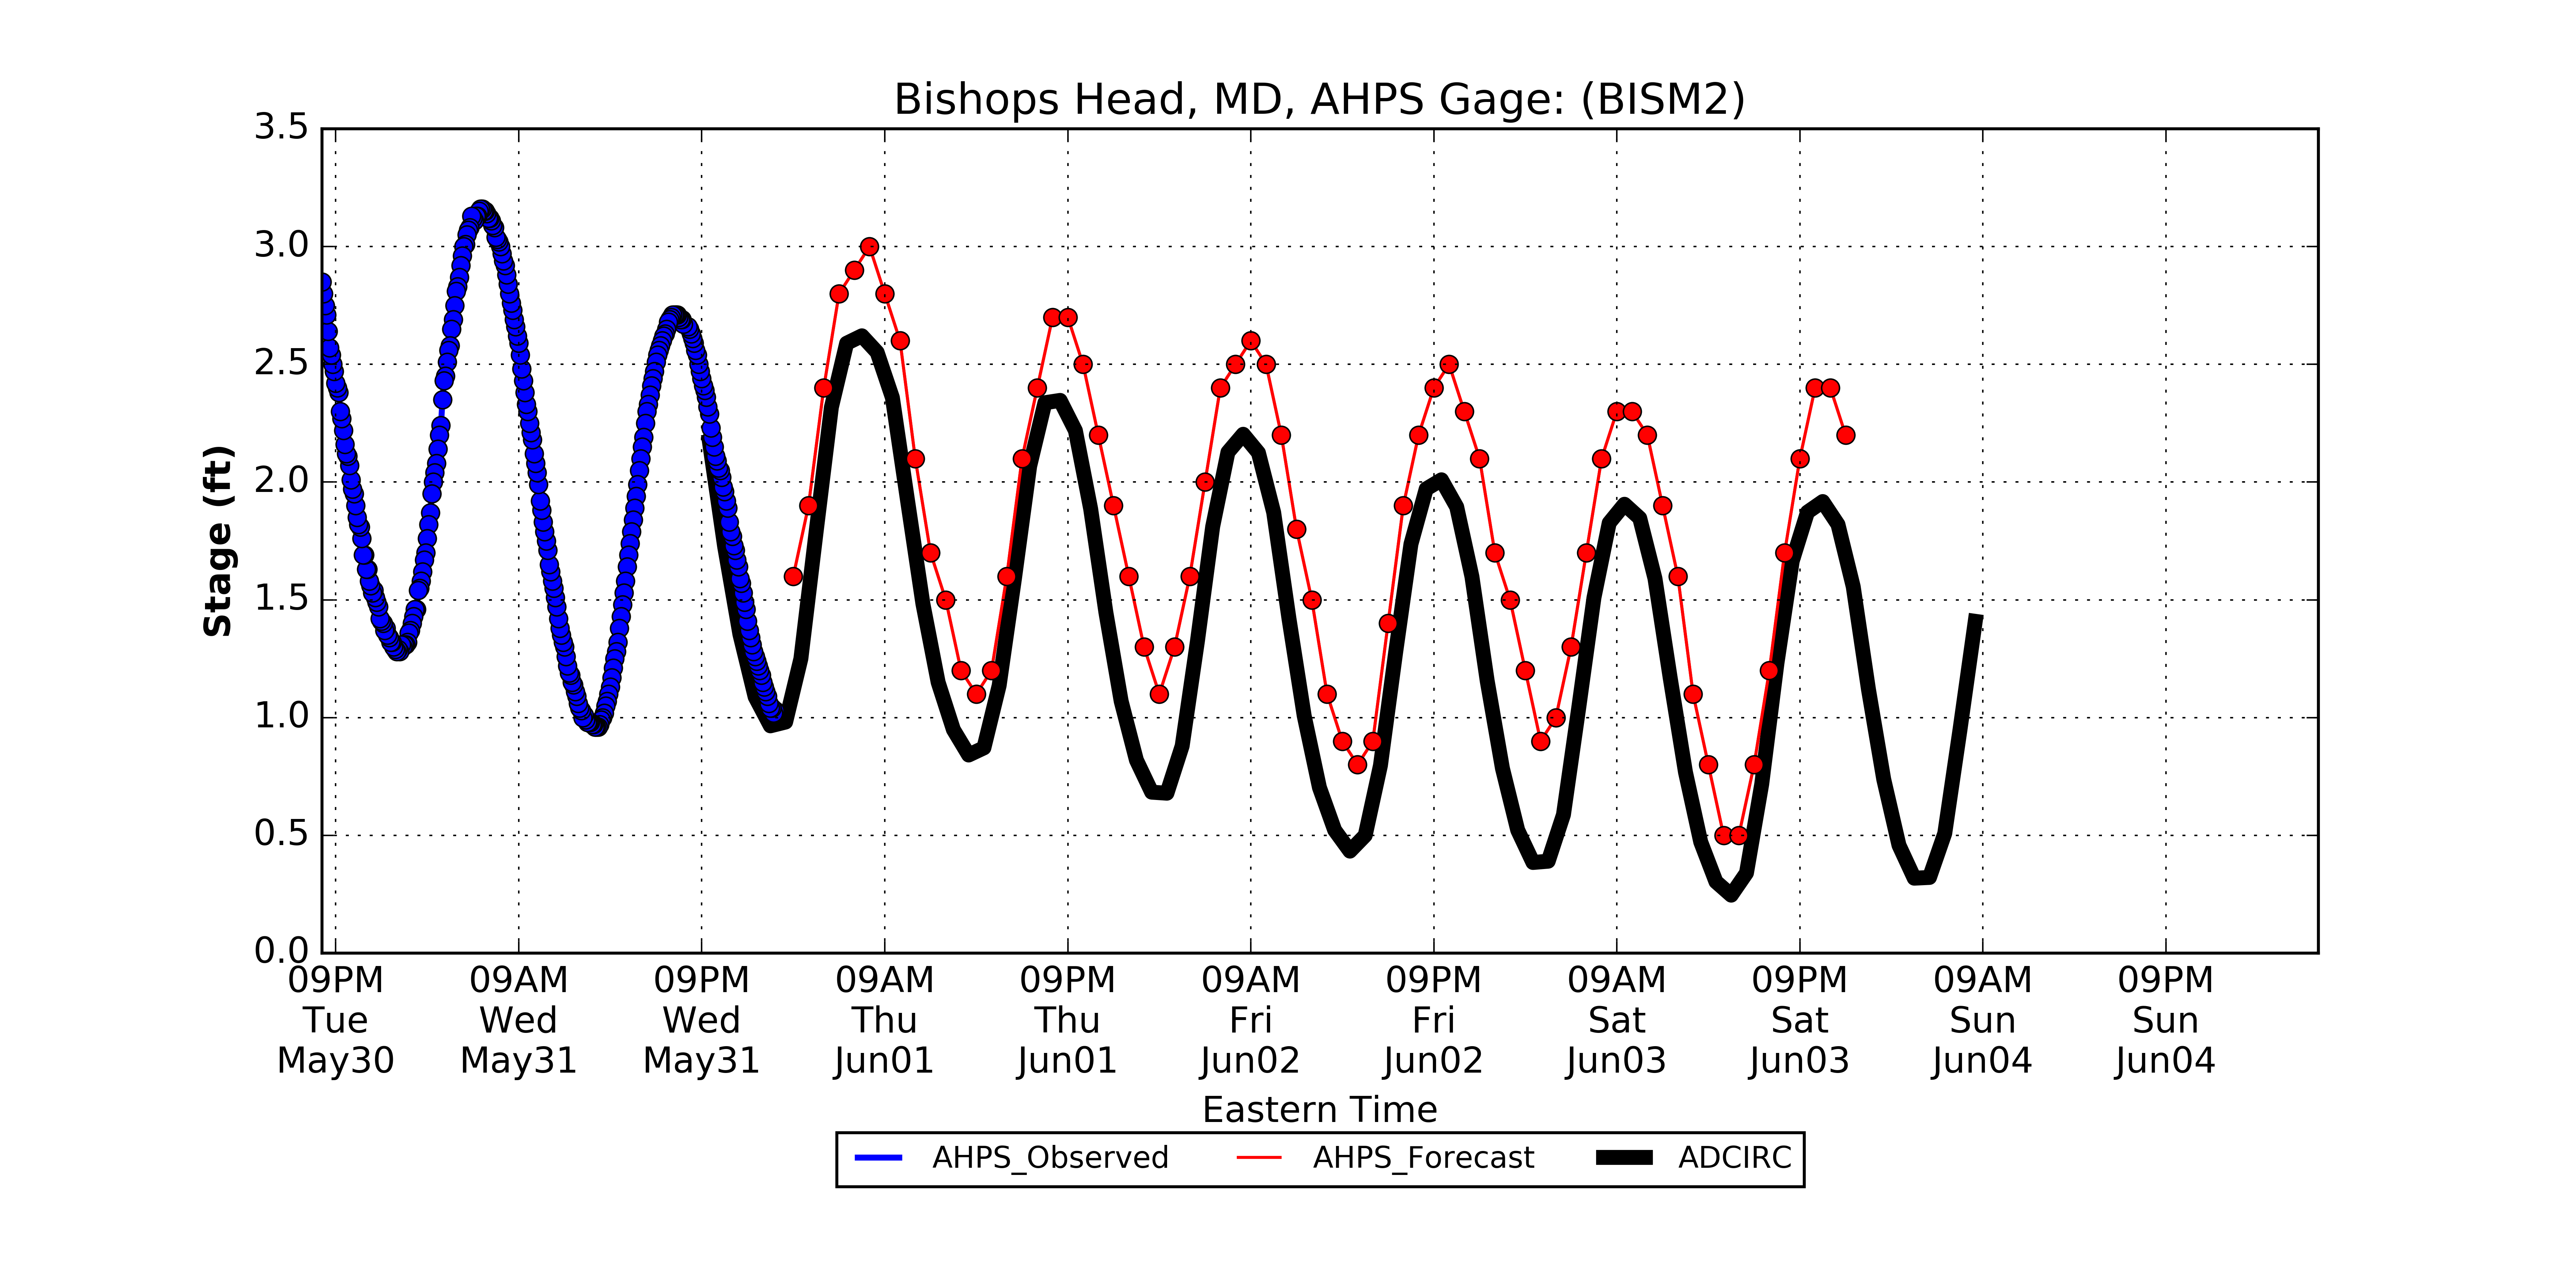 Bishops Head, MD, AHPS Gage: (BISM2)
3.5
3.0
2.5
2.0
1.5
1.0
0.5
0.0
Stage (ft)
09PM 09AM 09PM 09AM 09PM 09AM 09PM 09AM 09PM 09AM 09PM
Tue Wed Wed Thu Thu Fri Fri Sat Sat Sun Sun
May30 May31 May31 Jun01 Jun01 Jun02 Jun02 Jun03 Jun03 Jun04 Jun04
Eastern Time
AHPS_Observed AHPS_Forecast ADCIRC